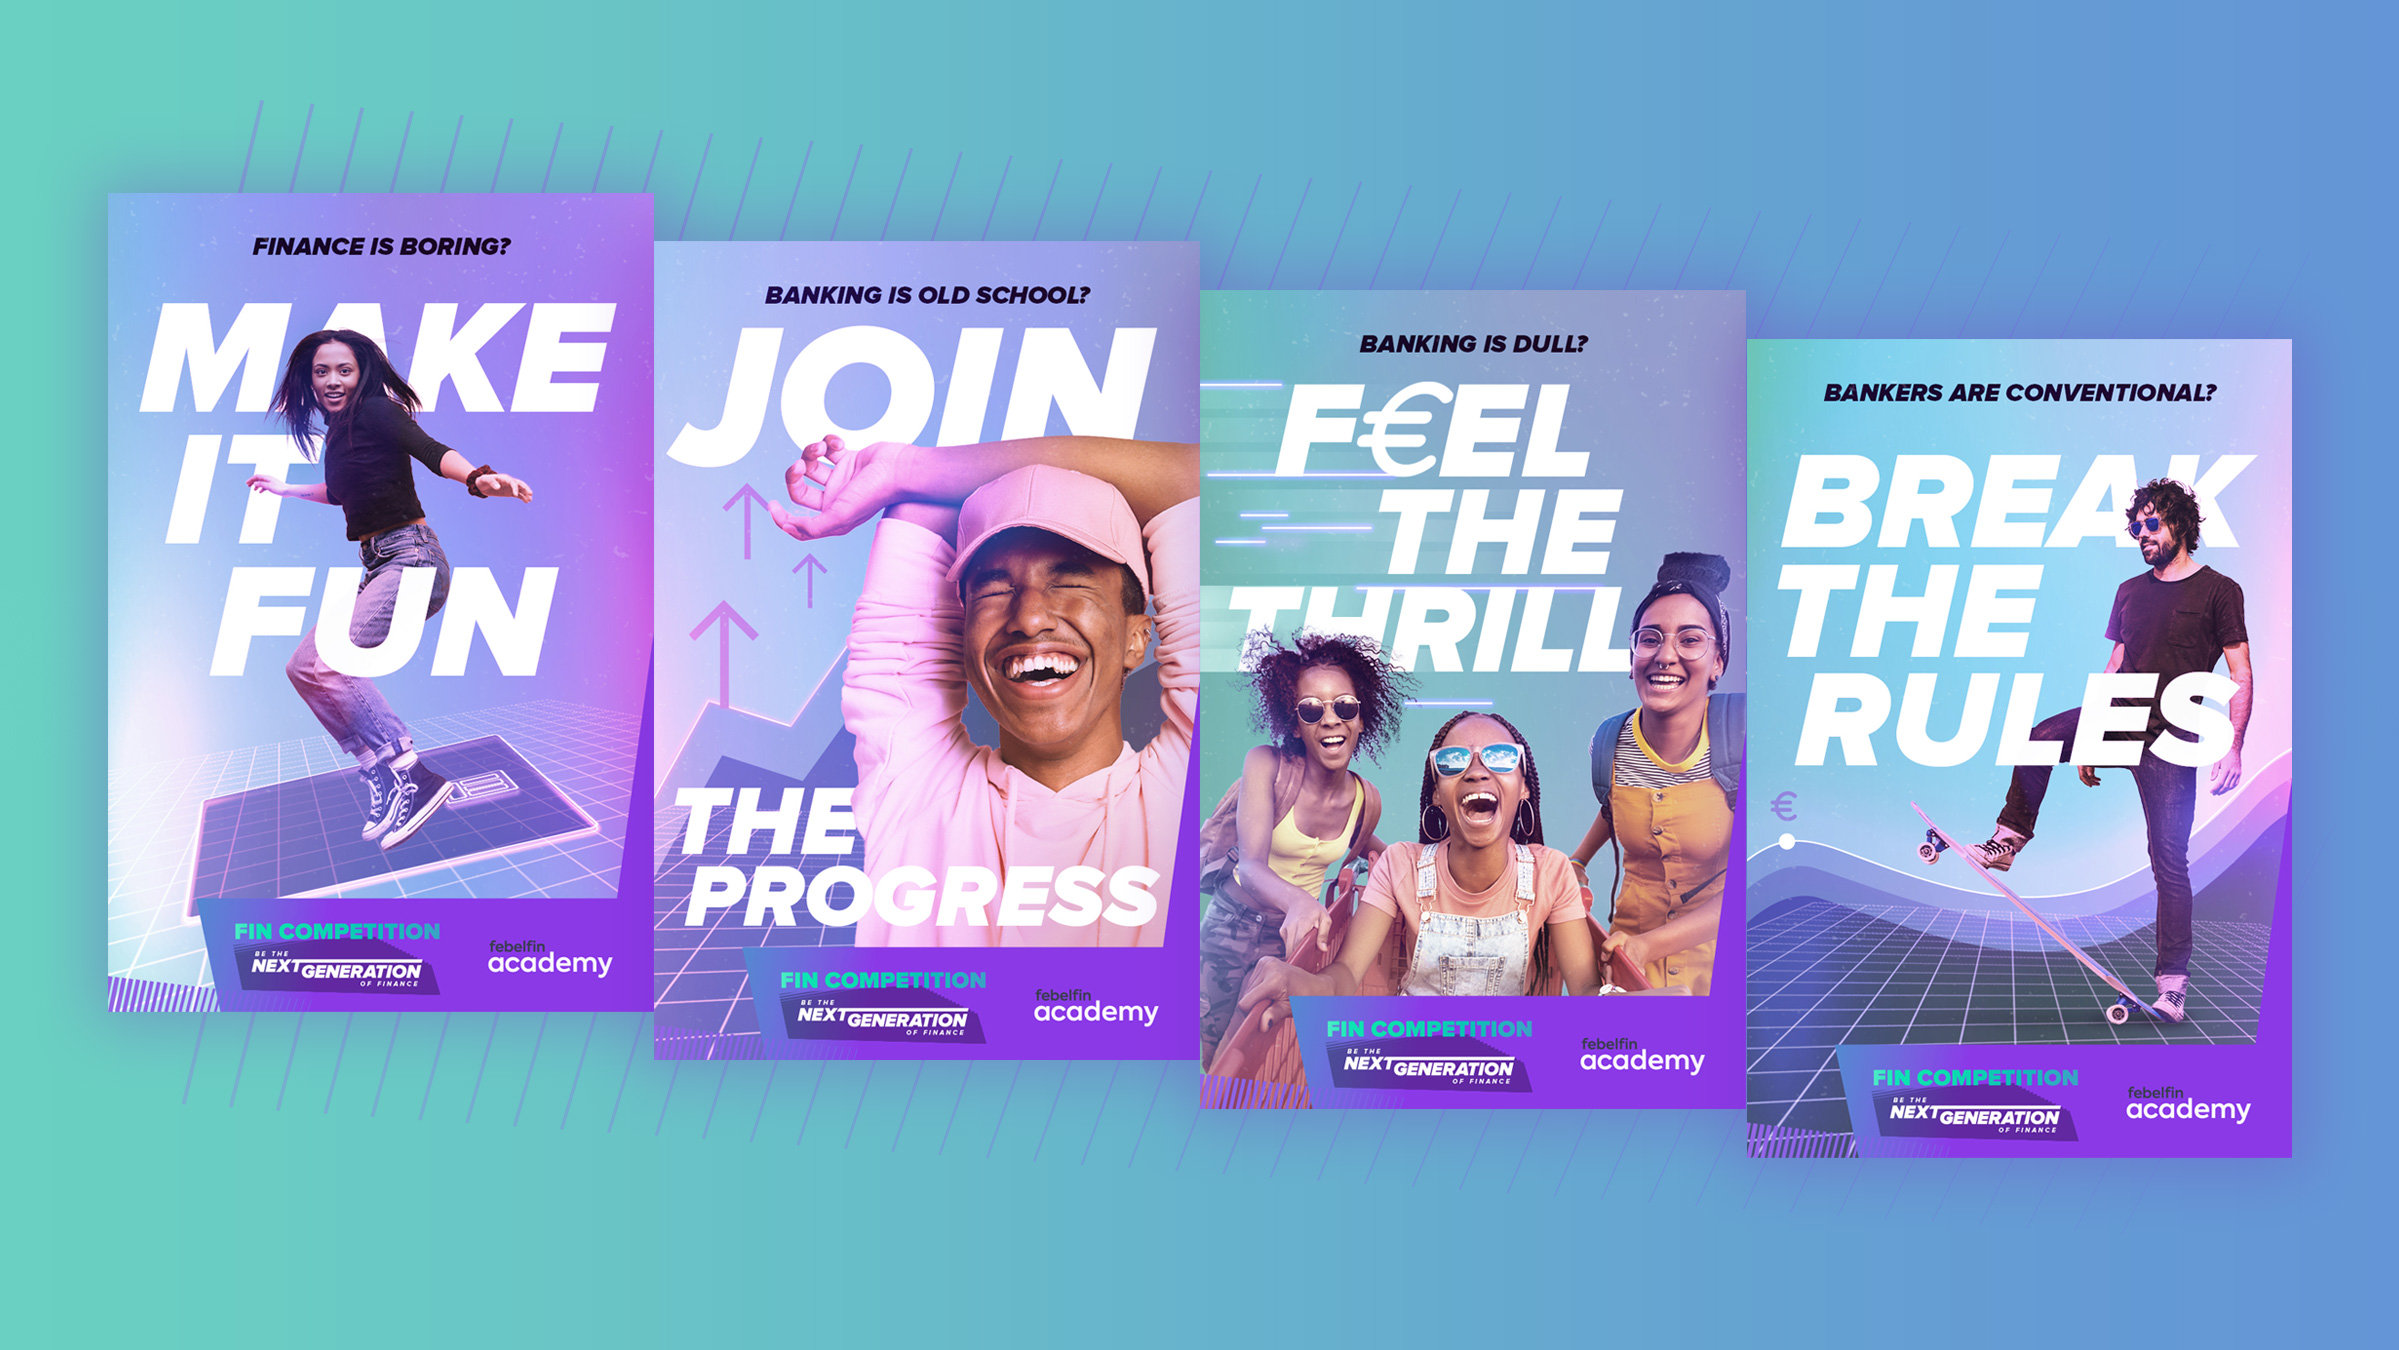 FINANCE IS BORING?
MAKE
IT
FUN
FIN COMPETITION
BE THE
NEXT GENERATION
OF FINANCE
febelfin
academy
BANKING IS OLD SCHOOL?
JOIN
THE
PROGRESS
FIN COMPETITION
BE THE
NEXT GENERATION
OF FINANCE
febelfin
academy
BANKING IS DULL?
F€EL
THE
THRILL
FIN COMPETITION
BE THE
NEXT GENERATION
OF FINANCE
febelfin
academy
BANKERS ARE CONVENTIONAL?
BREAK
THE
RULES
€
FIN COMPETITION
BE THE
NEXT GENERATION
OF FINANCE
febelfin
academy